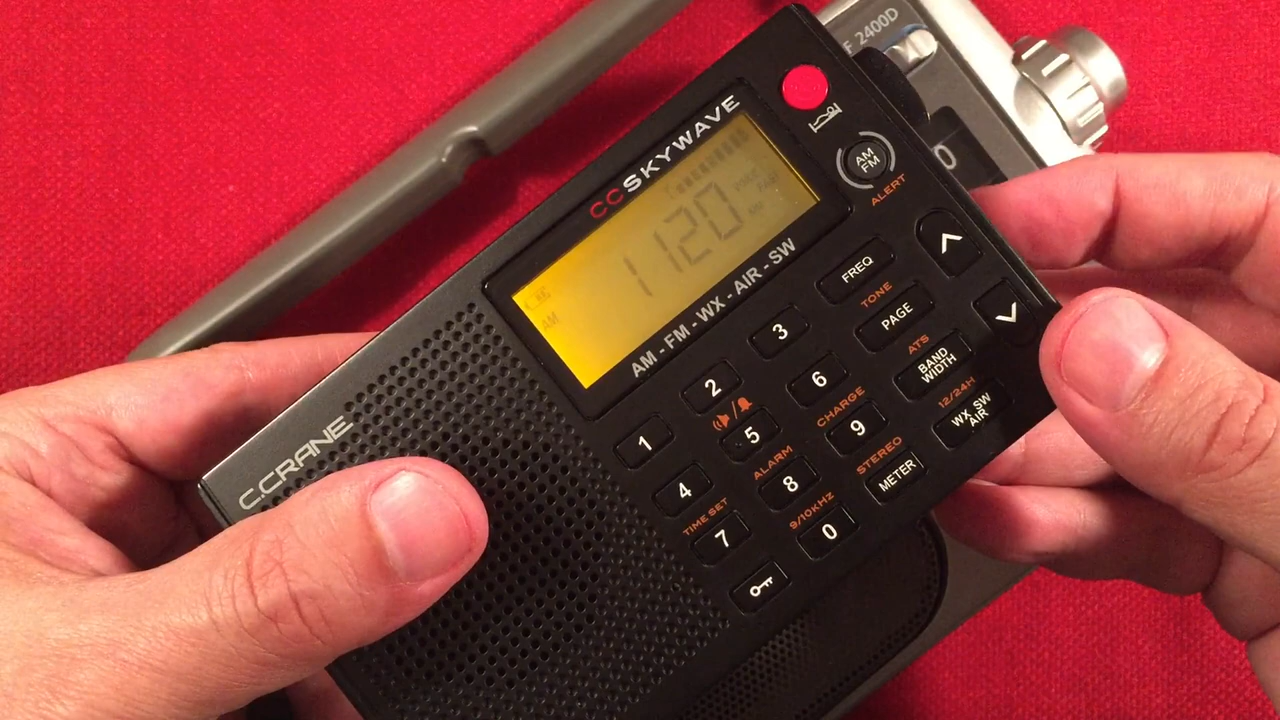 F 2400D
0
CCSKYWAVE
1120
AM
AM - FM - WX - AIR - SW
AM
FM
ALERT
FREQ
TONE
PAGE
ATS
BAND
WIDTH
12/24H
WX SW
AIR
1
2
3
4
5
6
CHARGE
TIME SET
7
ALARM
8
9
STEREO
9/10KHZ
0
METER
C.CRANE